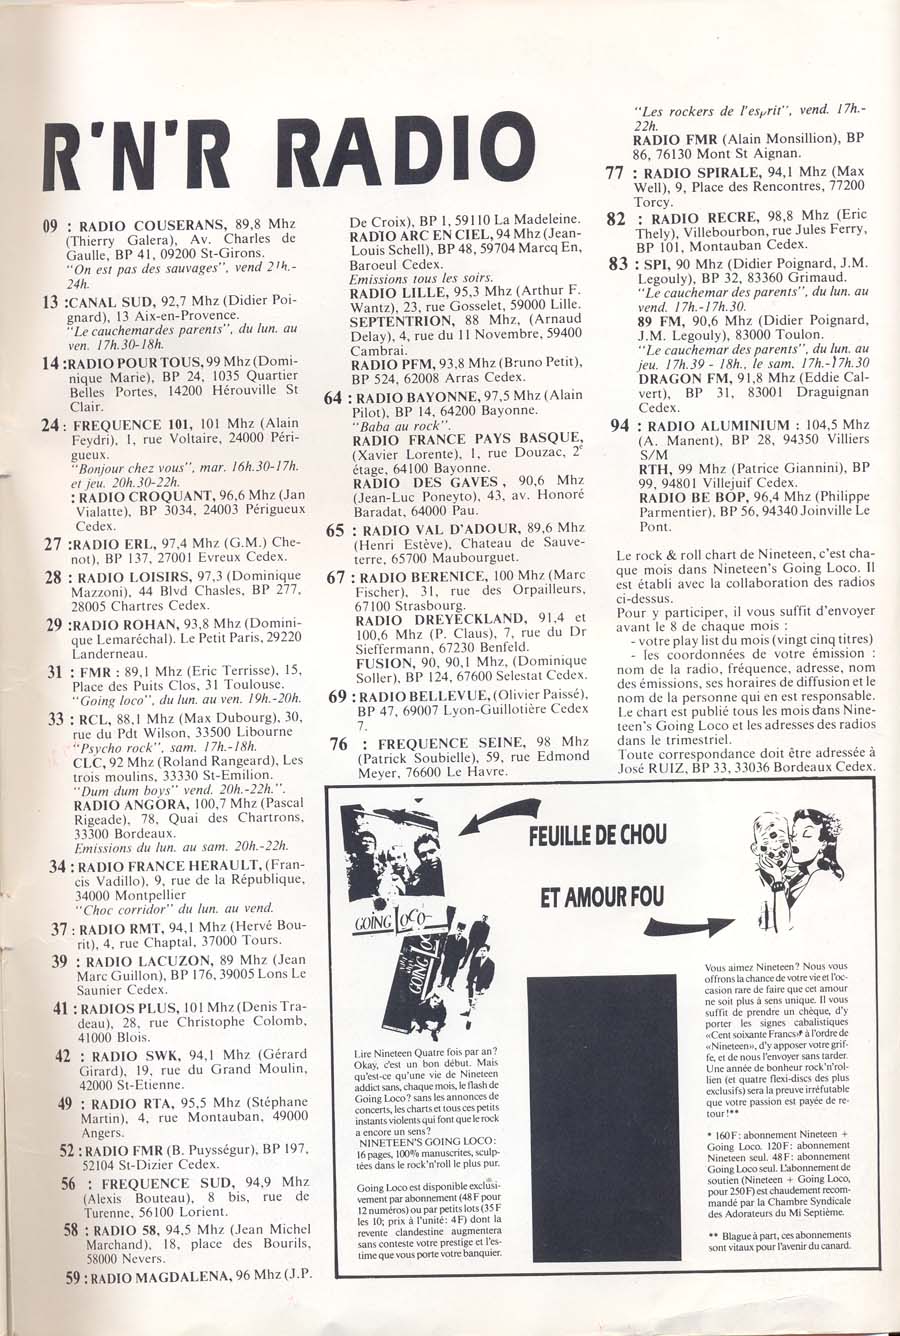 R'N'R RADIO
09 : RADIO COUSERANS, 89,8 Mhz
(Thierry Galera), Av. Charles de
Gaulle, BP 41, 09200 St-Girons.
"On est pas des sauvages", vend 21h.-
24h.
13 :CANAL SUD, 92,7 Mhz (Didier Poi-
gnard), 13 Aix-en-Provence.
"Le cauchemar des parents", du lun. au
ven. 17h.30-18h.
14 :RADIO POUR TOUS, 99 Mhz (Domi-
nique Marie), BP 24, 1035 Quartier
Belles Portes, 14200 Hérouville St
Clair.
24 : FREQUENCE 101, 101 Mhz (Alain
Feydri), 1, rue Voltaire, 24000 Péri-
gueux.
"Bonjour chez vous", mar. 16h.30-17h.
et jeu. 20h.30-22h.
: RADIO CROQUANT, 96,6 Mhz (Jan
Vialatte), BP 3034, 24003 Périgueux
Cedex.
27 :RADIO ERL, 97,4 Mhz (G.M.) Che-
not), BP 137, 27001 Evreux Cedex.
28 : RADIO LOISIRS, 97,3 (Dominique
Mazzoni), 44 Blvd Chasles, BP 277,
28005 Chartres Cedex.
29 :RADIO ROHAN, 93,8 Mhz (Domini-
que Lemaréchal). Le Petit Paris, 29220
Landerneau.
31 : FMR : 89,1 Mhz (Eric Terrisse), 15,
Place des Puits Clos, 31 Toulouse.
"Going loco", du lun. au ven. 19h.-20h.
33 : RCL, 88,1 Mhz (Max Dubourg), 30,
rue du Pdt Wilson, 33500 Libourne
"Psycho rock", sam. 17h.-18h.
CLC, 92 Mhz (Roland Rangeard), Les
trois moulins, 33330 St-Emilion.
"Dum dum boys" vend. 20h.-22h.".
RADIO ANGORA, 100,7 Mhz (Pascal
Rigeade), 78, Quai des Chartrons,
33300 Bordeaux.
Emissions du lun. au sam. 20h.-22h.
34 : RADIO FRANCE HERAULT, (Fran-
cis Vadillo), 9, rue de la République,
34000 Montpellier
"Choc corridor" du lun. au vend.
37 : RADIO RMT, 94,1 Mhz (Hervé Bou-
rit), 4, rue Chaptal, 37000 Tours.
39 : RADIO LACUZON, 89 Mhz (Jean
Marc Guillon), BP 176, 39005 Lons Le
Saunier Cedex.
41 : RADIOS PLUS, 101 Mhz (Denis Tra-
deau), 28, rue Christophe Colomb,
41000 Blois.
42 : RADIO SWK, 94,1 Mhz (Gérard
Girard), 19, rue du Grand Moulin,
42000 St-Etienne.
49 : RADIO RTA, 95,5 Mhz (Stéphane
Martin), 4, rue Montauban, 49000
Angers.
52 : RADIO FMR (B. Puysségur), BP 197,
52104 St-Dizier Cedex.
56 : FREQUENCE SUD, 94,9 Mhz
(Alexis Bouteau), 8 bis, rue de
Turenne, 56100 Lorient.
58 : RADIO 58, 94,5 Mhz (Jean Michel
Marchand), 18, place des Bourils,
58000 Nevers.
59 : RADIO MAGDALENA, 96 Mhz (J.P.
De Croix), BP 1, 59110 La Madeleine.
RADIO ARC EN CIEL, 94 Mhz (Jean-
Louis Schell), BP 48, 59704 Marcq En,
Baroeul Cedex.
Emissions tous les soirs.
RADIO LILLE, 95,3 Mhz (Arthur F.
Wantz), 23, rue Gosselet, 59000 Lille.
SEPTENTRION, 88 Mhz, (Arnaud
Delay), 4, rue du 11 Novembre, 59400
Cambrai.
RADIO PFM, 93,8 Mhz (Bruno Petit),
BP 524, 62008 Arras Cedex.
64 : RADIO BAYONNE, 97,5 Mhz (Alain
Pilot), BP 14, 64200 Bayonne.
"Baba au rock".
RADIO FRANCE PAYS BASQUE,
(Xavier Lorente), 1, rue Douzac, 2e
étage, 64100 Bayonne.
RADIO DES GAVES, 90,6 Mhz
(Jean-Luc Poneyto), 43, av. Honoré
Baradat, 64000 Pau.
65 : RADIO VAL D'ADOUR, 89,6 Mhz
(Henri Estève), Chateau de Sauve-
terre, 65700 Maubourguet.
67 : RADIO BERENICE, 100 Mhz (Marc
Fischer), 31, rue des Orpailleurs,
67100 Strasbourg.
RADIO DREYECKLAND, 91,4 et
100,6 Mhz (P. Claus), 7, rue du Dr
Sieffermann, 67230 Benfeld.
FUSION, 90, 90,1 Mhz, (Dominique
Soller), BP 124, 67600 Selestat Cedex.
69 : RADIO BELLEVUE, (Olivier Paissé),
BP 47, 69007 Lyon-Guillotière Cedex
7.
76 : FREQUENCE SEINE, 98 Mhz
(Patrick Soubielle), 59, rue Edmond
Meyer, 76600 Le Havre.
"Les rockers de l'esprit", vend. 17h.-
22h.
RADIO FMR (Alain Monsillion), BP
86, 76130 Mont St Aignan.
77 : RADIO SPIRALE, 94,1 Mhz (Max
Well), 9, Place des Rencontres, 77200
Torcy.
82 : RADIO RECRE, 98,8 Mhz (Eric
Thely), Villebourbon, rue Jules Ferry,
BP 101, Montauban Cedex.
83 : SPI, 90 Mhz (Didier Poignard, J.M.
Legouly), BP 32, 83360 Grimaud.
"Le cauchemar des parents", du lun. au
vend. 17h.-17h.30.
89 FM, 90,6 Mhz (Didier Poignard,
J.M. Legouly), 83000 Toulon.
"Le cauchemar des parents", du lun. au
jeu. 17h.39 - 18h., le sam. 17h.-17h.30
DRAGON FM, 91,8 Mhz (Eddie Cal-
vert), BP 31, 83001 Draguignan
Cedex.
94 : RADIO ALUMINIUM : 104,5 Mhz
(A. Manent), BP 28, 94350 Villiers
S/M
RTH, 99 Mhz (Patrice Giannini), BP
99, 94801 Villejuif Cedex.
RADIO BE BOP, 96,4 Mhz (Philippe
Parmentier), BP 56, 94340 Joinville Le
Pont.
Le rock & roll chart de Nineteen, c'est cha-
que mois dans Nineteen's Going Loco. Il
est établi avec la collaboration des radios
ci-dessus.
Pour y participer, il vous suffit d'envoyer
avant le 8 de chaque mois :
- votre play list du mois (vingt cinq titres)
- les coordonnées de votre émission :
nom de la radio, fréquence, adresse, nom
des émissions, ses horaires de diffusion et le
nom de la personne qui en est responsable.
Le chart est publié tous les mois dans Nine-
teen's Going Loco et les adresses des radios
dans le trimestriel.
Toute correspondance doit être adressée à
José RUIZ, BP 33, 33036 Bordeaux Cedex.
FEUILLE DE CHOU
ET AMOUR FOU
GOING LOCO
GOING LOCO
Lire Nineteen Quatre fois par an?
Okay, c'est un bon début. Mais
qu'est-ce qu'une vie de Nineteen
addict sans, chaque mois, le flash de
Going Loco? sans les annonces de
concerts, les charts et tous ces petits
instants violents qui font que le rock
a encore un sens?
NINETEEN'S GOING LOCO:
16 pages, 100% manuscrites, sculp-
tées dans le rock'n'roll le plus pur.
Going Loco est disponible exclusi-
vement par abonnement (48 F pour
12 numéros) ou par petits lots (35 F
les 10; prix à l'unité: 4 F) dont la
revente clandestine augmentera
sans conteste votre prestige et l'es-
time que vous porte votre banquier.
Vous aimez Nineteen? Nous vous
offrons la chance de votre vie et l'oc-
casion rare de faire que cet amour
ne soit plus à sens unique. Il vous
suffit de prendre un chèque, d'y
porter les signes cabalistiques
«Cent soixante Francs»* à l'ordre de
«Nineteen», d'y apposer votre grif-
fe, et de nous l'envoyer sans tarder.
Une année de bonheur rock'n'rol-
lien (et quatre flexi-discs des plus
exclusifs) sera la preuve irréfutable
que votre passion est payée de re-
tour!**
* 160 F: abonnement Nineteen +
Going Loco. 120 F: abonnement
Nineteen seul. 48 F: abonnement
Going Loco seul. L'abonnement de
soutien (Nineteen + Going Loco,
pour 250 F) est chaudement recom-
mandé par la Chambre Syndicale
des Adorateurs du Mi Septième.
** Blague à part, ces abonnements
sont vitaux pour l'avenir du canard.